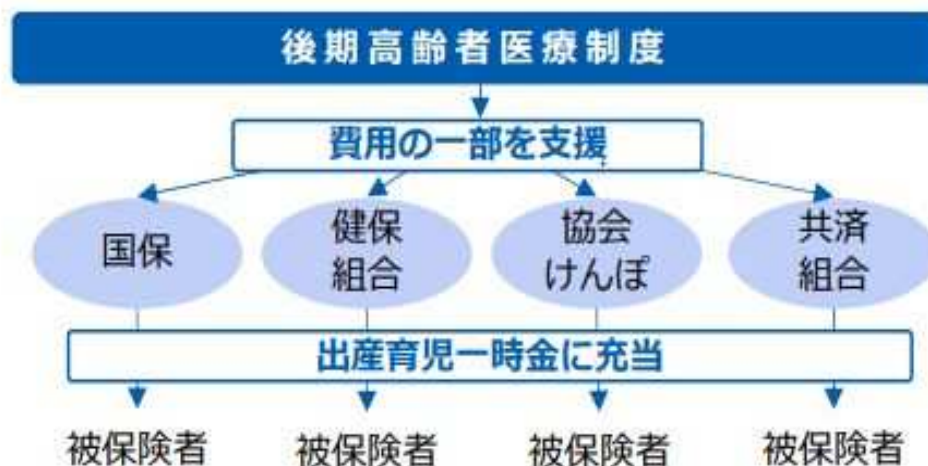 後期高齢者医療制度
費用の一部を支援
国保
健保
組合
協会
けんぽ
共済
組合
出産育児一時金に充当
被保険者
被保険者
被保険者
被保険者